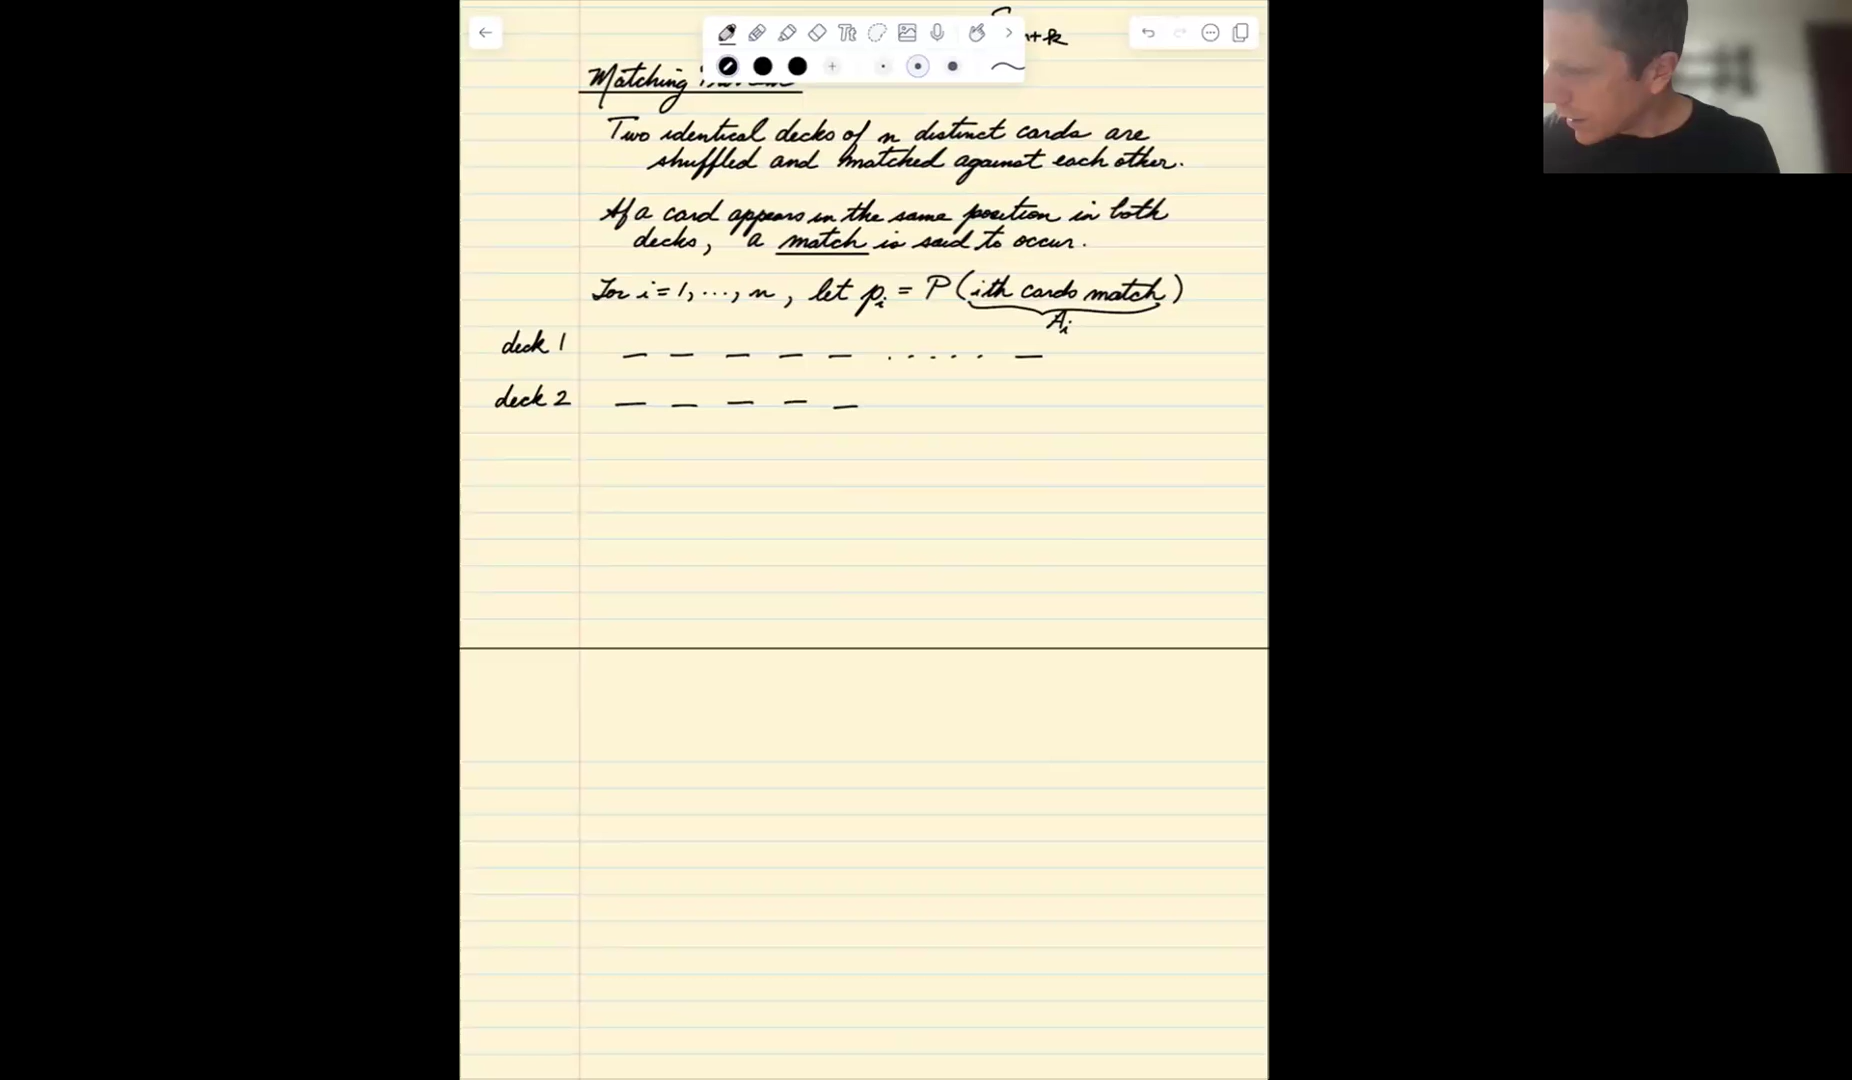 n+k
Matching
Two identical decks of n distinct cards are
shuffled and matched against each other.
If a card appears in the same position in both
decks, a match is said to occur.
For i = 1, ..., n, let pᵢ = P(ith cards match)
Aᵢ
deck 1 _ _ _ _ _ ..... _
deck 2 _ _ _ _ _